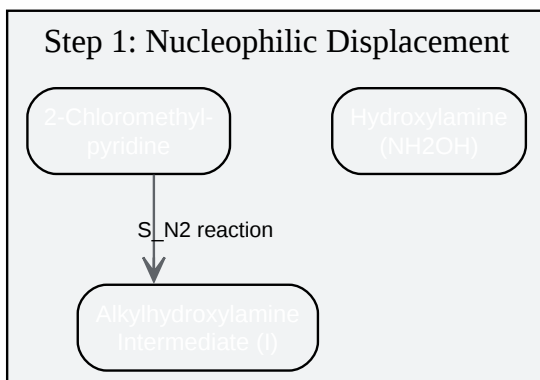 Step 1: Nucleophilic Displacement
2-Chloromethyl-
pyridine
Hydroxylamine
(NH2OH)
S_N2 reaction
Alkylhydroxylamine
Intermediate (I)